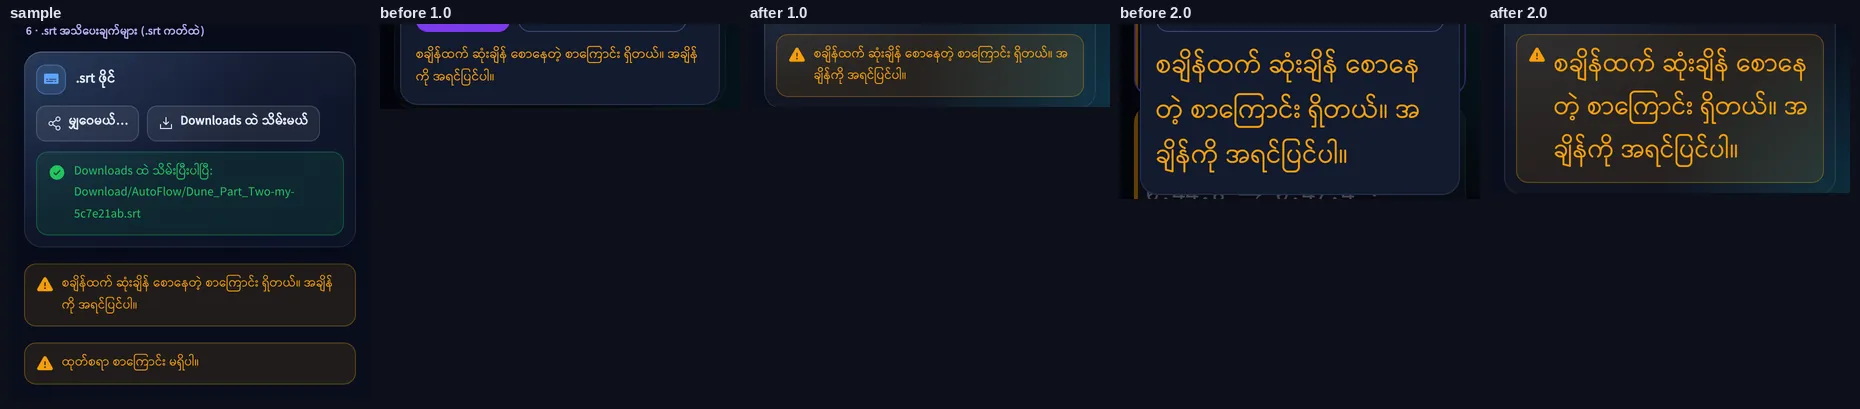 sample
6 · .srt အသိပေးချက်များ (.srt ကတ်ထဲ)
.srt ဖိုင်
မျှဝေမယ်...
Downloads ထဲ သိမ်းမယ်
Downloads ထဲ သိမ်းပြီးပါပြီ:
Download/AutoFlow/Dune_Part_Two-my-
5c7e21ab.srt
စချိန်ထက် ဆုံးချိန် စောနေတဲ့ စာကြောင်း ရှိတယ်။ အချိန်
ကို အရင်ပြင်ပါ။
ထုတ်စရာ စာကြောင်း မရှိပါ။
before 1.0
စချိန်ထက် ဆုံးချိန် စောနေတဲ့ စာကြောင်း ရှိတယ်။ အချိန်
ကို အရင်ပြင်ပါ။
after 1.0
စချိန်ထက် ဆုံးချိန် စောနေတဲ့ စာကြောင်း ရှိတယ်။ အ
ချိန်ကို အရင်ပြင်ပါ။
before 2.0
စချိန်ထက် ဆုံးချိန် စောနေ
တဲ့ စာကြောင်း ရှိတယ်။ အ
ချိန်ကို အရင်ပြင်ပါ။
after 2.0
စချိန်ထက် ဆုံးချိန် စောနေ
တဲ့ စာကြောင်း ရှိတယ်။ အ
ချိန်ကို အရင်ပြင်ပါ။